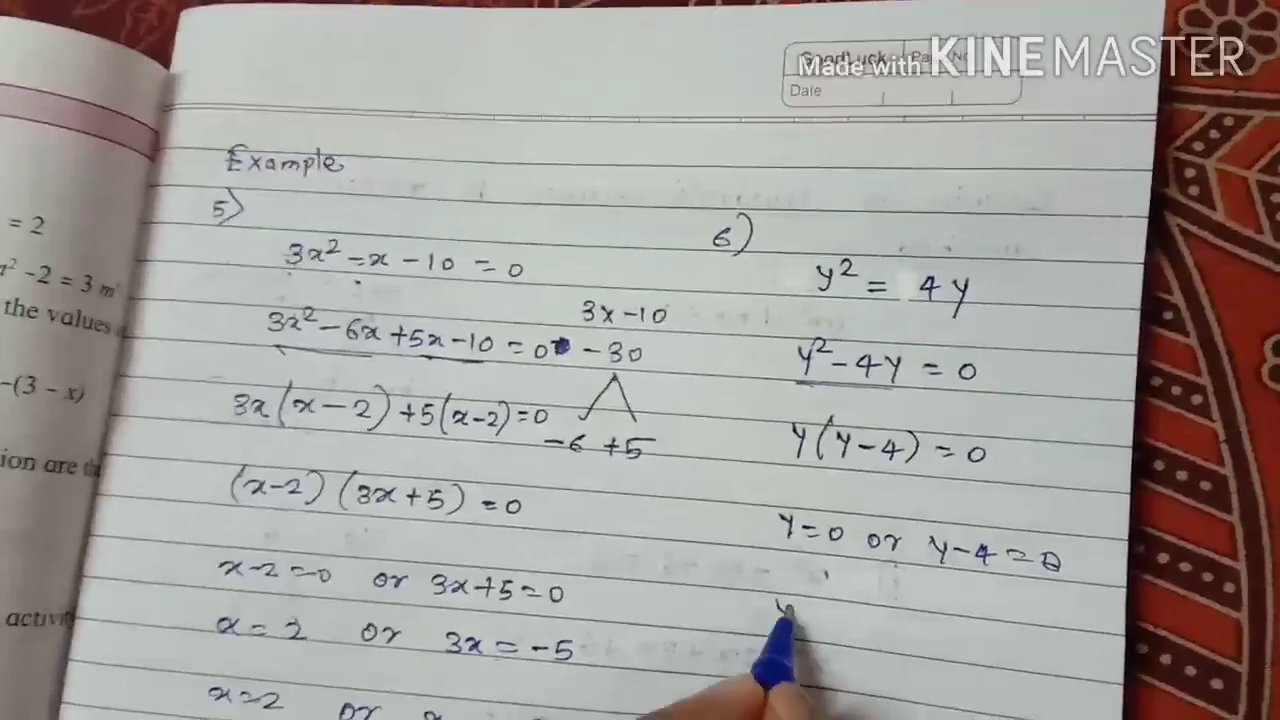 Made with KINEMASTER
Date
Example
5)
3x² - x - 10 = 0
3x - 10
3x² - 6x + 5x - 10 = 0 - 30
3x(x - 2) + 5(x - 2) = 0
-6 +5
(x - 2) (3x + 5) = 0
x - 2 = 0 or 3x + 5 = 0
x = 2 or 3x = -5
x = 2 or
6)
y² = 4y
y² - 4y = 0
y(y - 4) = 0
y = 0 or y - 4 = 0
y
= 2
- 2 = 3 m
the values
-(3 - x)
are